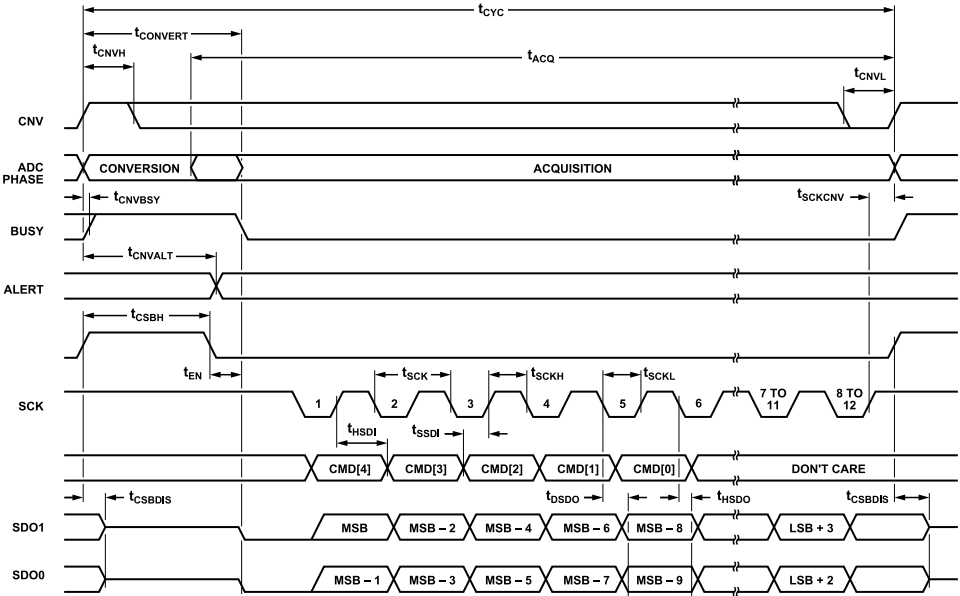 tCYC
tCONVERT
tCNVH
tACQ
tCNVL
CNV
ADC PHASE
CONVERSION
ACQUISITION
tCNVBSY
tSCKCNV
BUSY
tCNVALT
ALERT
tCSBH
tEN
tSCK
tSCKH
tSCKL
SCK
1 2 3 4 5 6 7 TO 11 8 TO 12
tHSDI
tSSDI
CMD[4] CMD[3] CMD[2] CMD[1] CMD[0] DON'T CARE
tCSBDIS
tDSDO
tHSDO
tCSBDIS
SDO1 MSB MSB – 2 MSB – 4 MSB – 6 MSB – 8 LSB + 3
SDO0 MSB – 1 MSB – 3 MSB – 5 MSB – 7 MSB – 9 LSB + 2